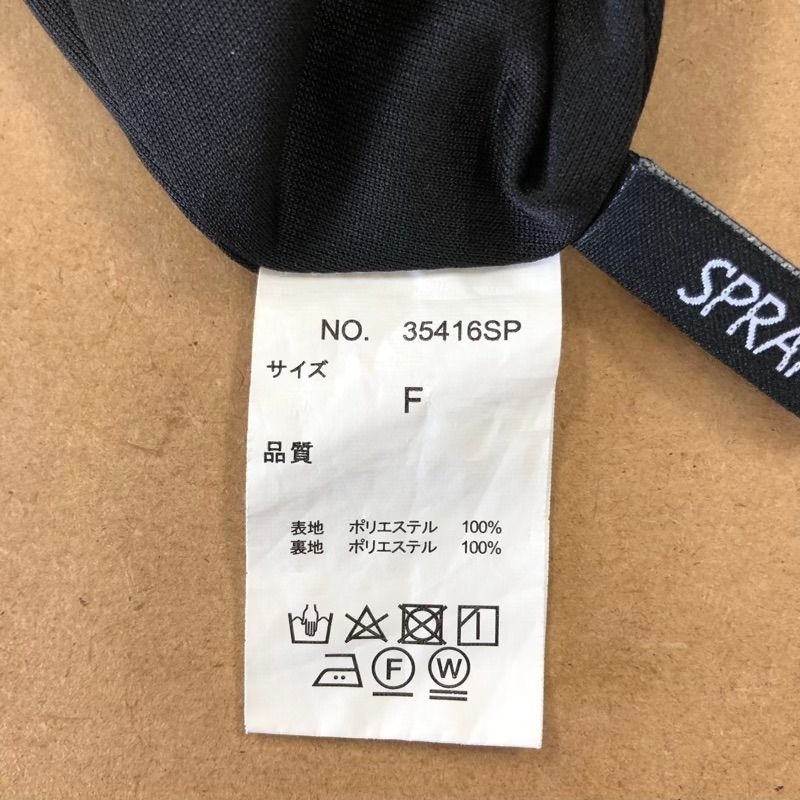 NO. 35416SP
サイズ
F
品質
表地 ポリエステル 100%
裏地 ポリエステル 100%
F W